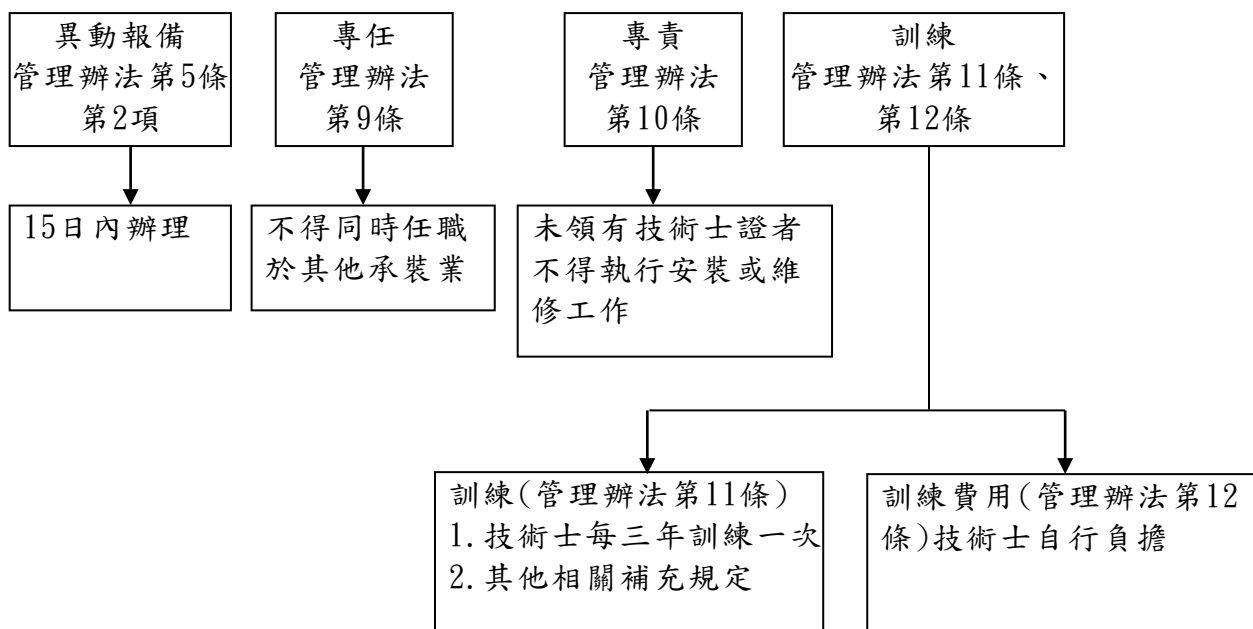 異動報備
管理辦法第5條
第2項
專任
管理辦法
第9條
專責
管理辦法
第10條
訓練
管理辦法第11條、
第12條
15日內辦理
不得同時任職
於其他承裝業
未領有技術士證者
不得執行安裝或維
修工作
訓練(管理辦法第11條)
1.技術士每三年訓練一次
2.其他相關補充規定
訓練費用(管理辦法第12
條)技術士自行負擔